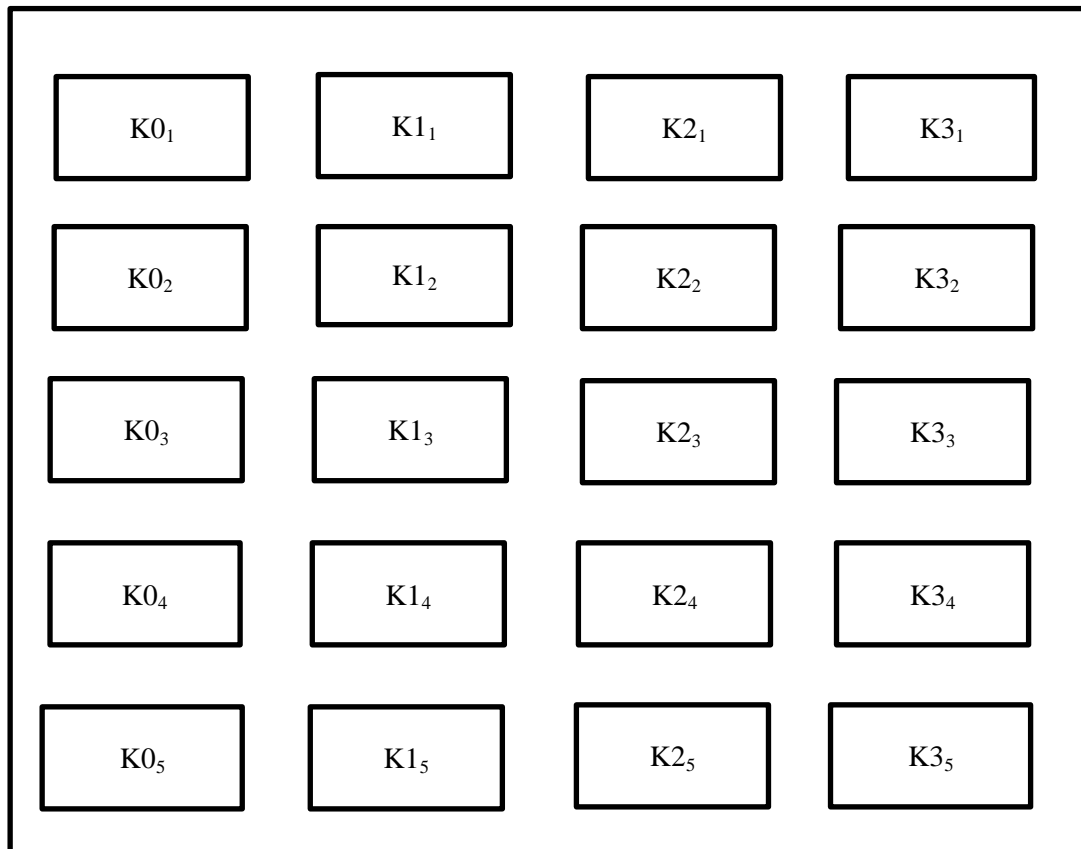 K0₁ K1₁ K2₁ K3₁
K0₂ K1₂ K2₂ K3₂
K0₃ K1₃ K2₃ K3₃
K0₄ K1₄ K2₄ K3₄
K0₅ K1₅ K2₅ K3₅